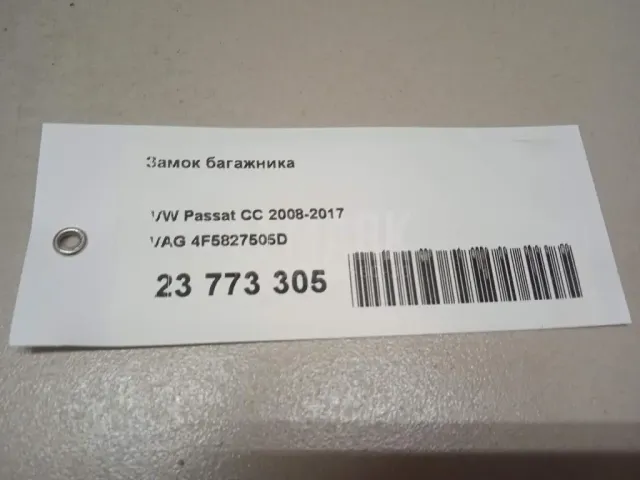 Замок багажника
VW Passat CC 2008-2017
VAG 4F5827505D
23 773 305